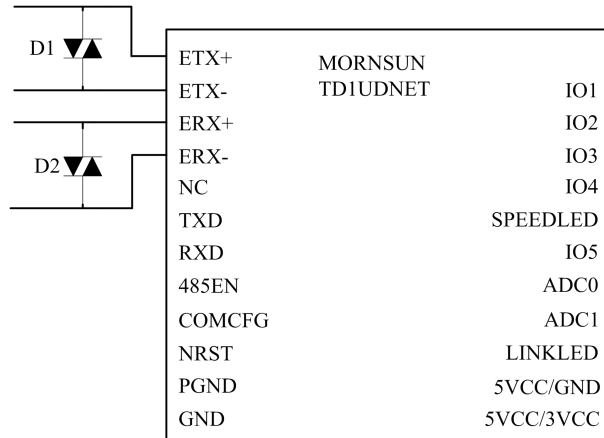 D1
D2
MORNSUN
TD1UDNET
ETX+
ETX-
ERX+
ERX-
NC
TXD
RXD
485EN
COMCFG
NRST
PGND
GND
IO1
IO2
IO3
IO4
SPEEDLED
IO5
ADC0
ADC1
LINKLED
5VCC/GND
5VCC/3VCC